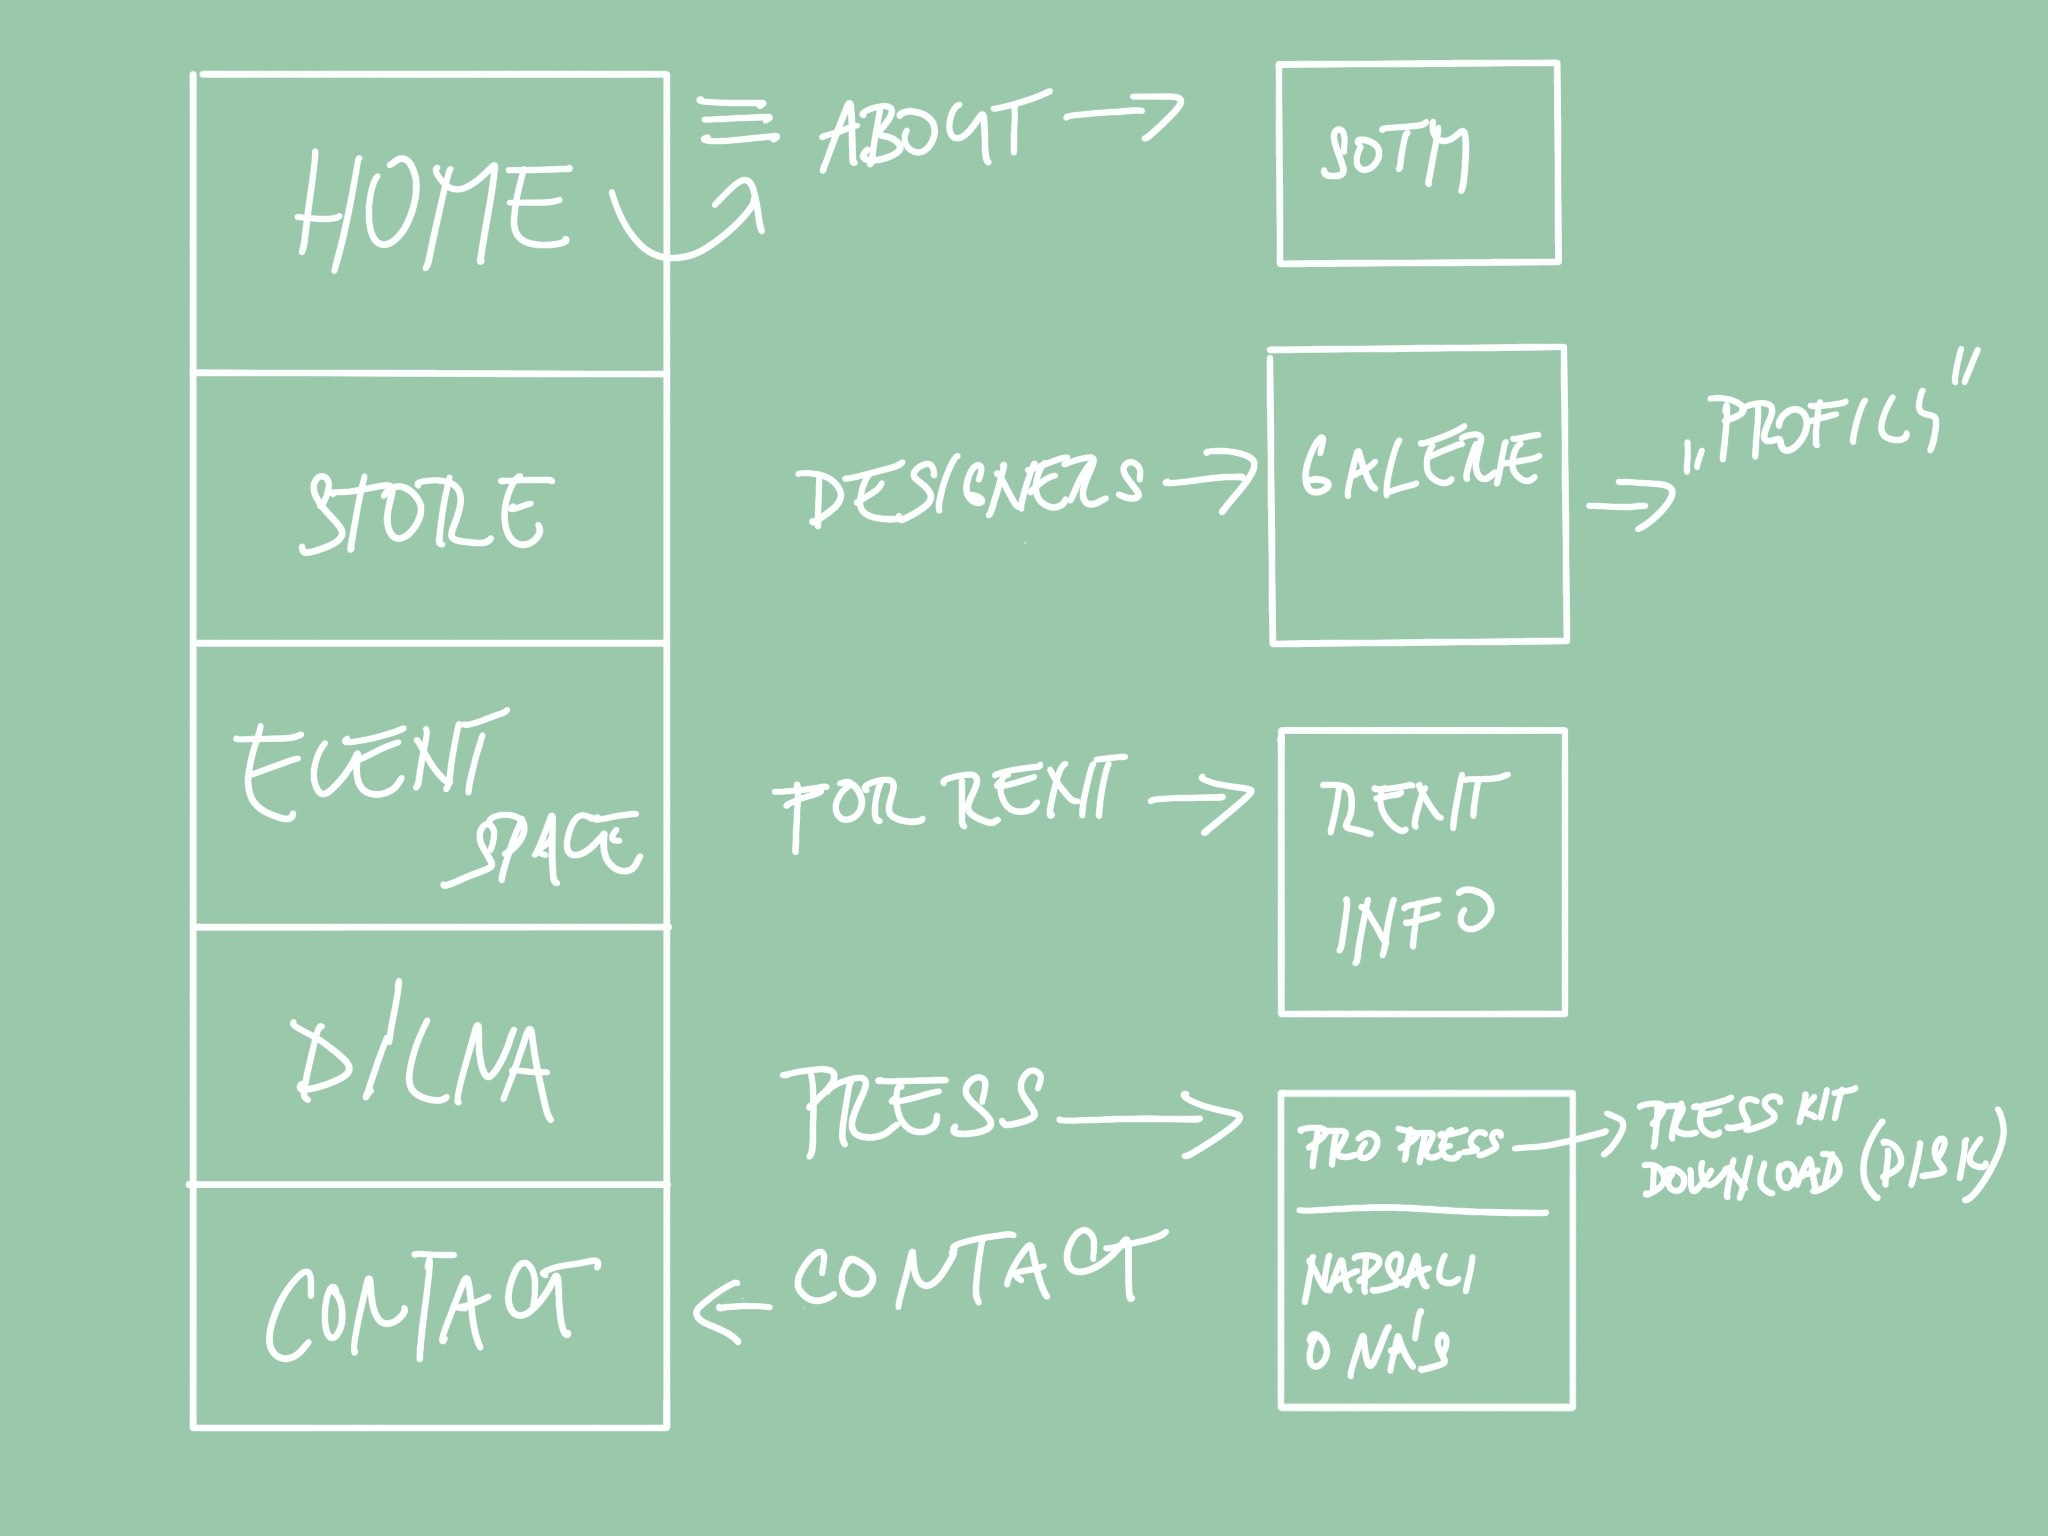 HOME
ABOUT
SOTM
STORE
DESIGNERS
GALERIE
„PROFILY"
EVENT
SPACE
FOR RENT
RENT
INFO
DÍLNA
PRESS
PRO PRESS
PRESS KIT
DOWNLOAD (DISK)
NAPSALI
O NÁS
CONTACT
CONTACT